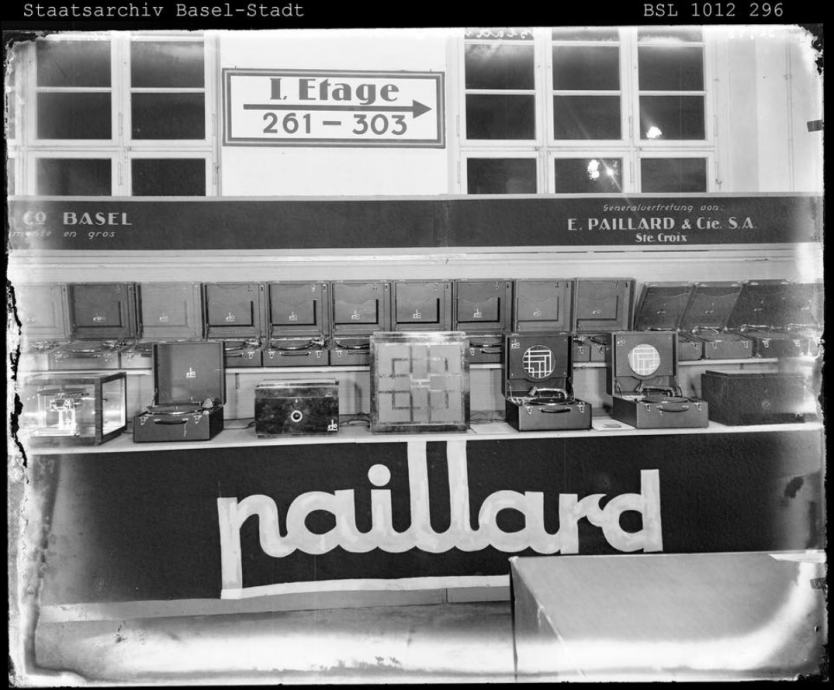 Staatsarchiv Basel-Stadt
BSL 1012 296
I. Etage
261 – 303
Co BASEL
en gros
Generalvertretung von:
E. PAILLARD & Cie. S.A.
Ste. Croix
paillard